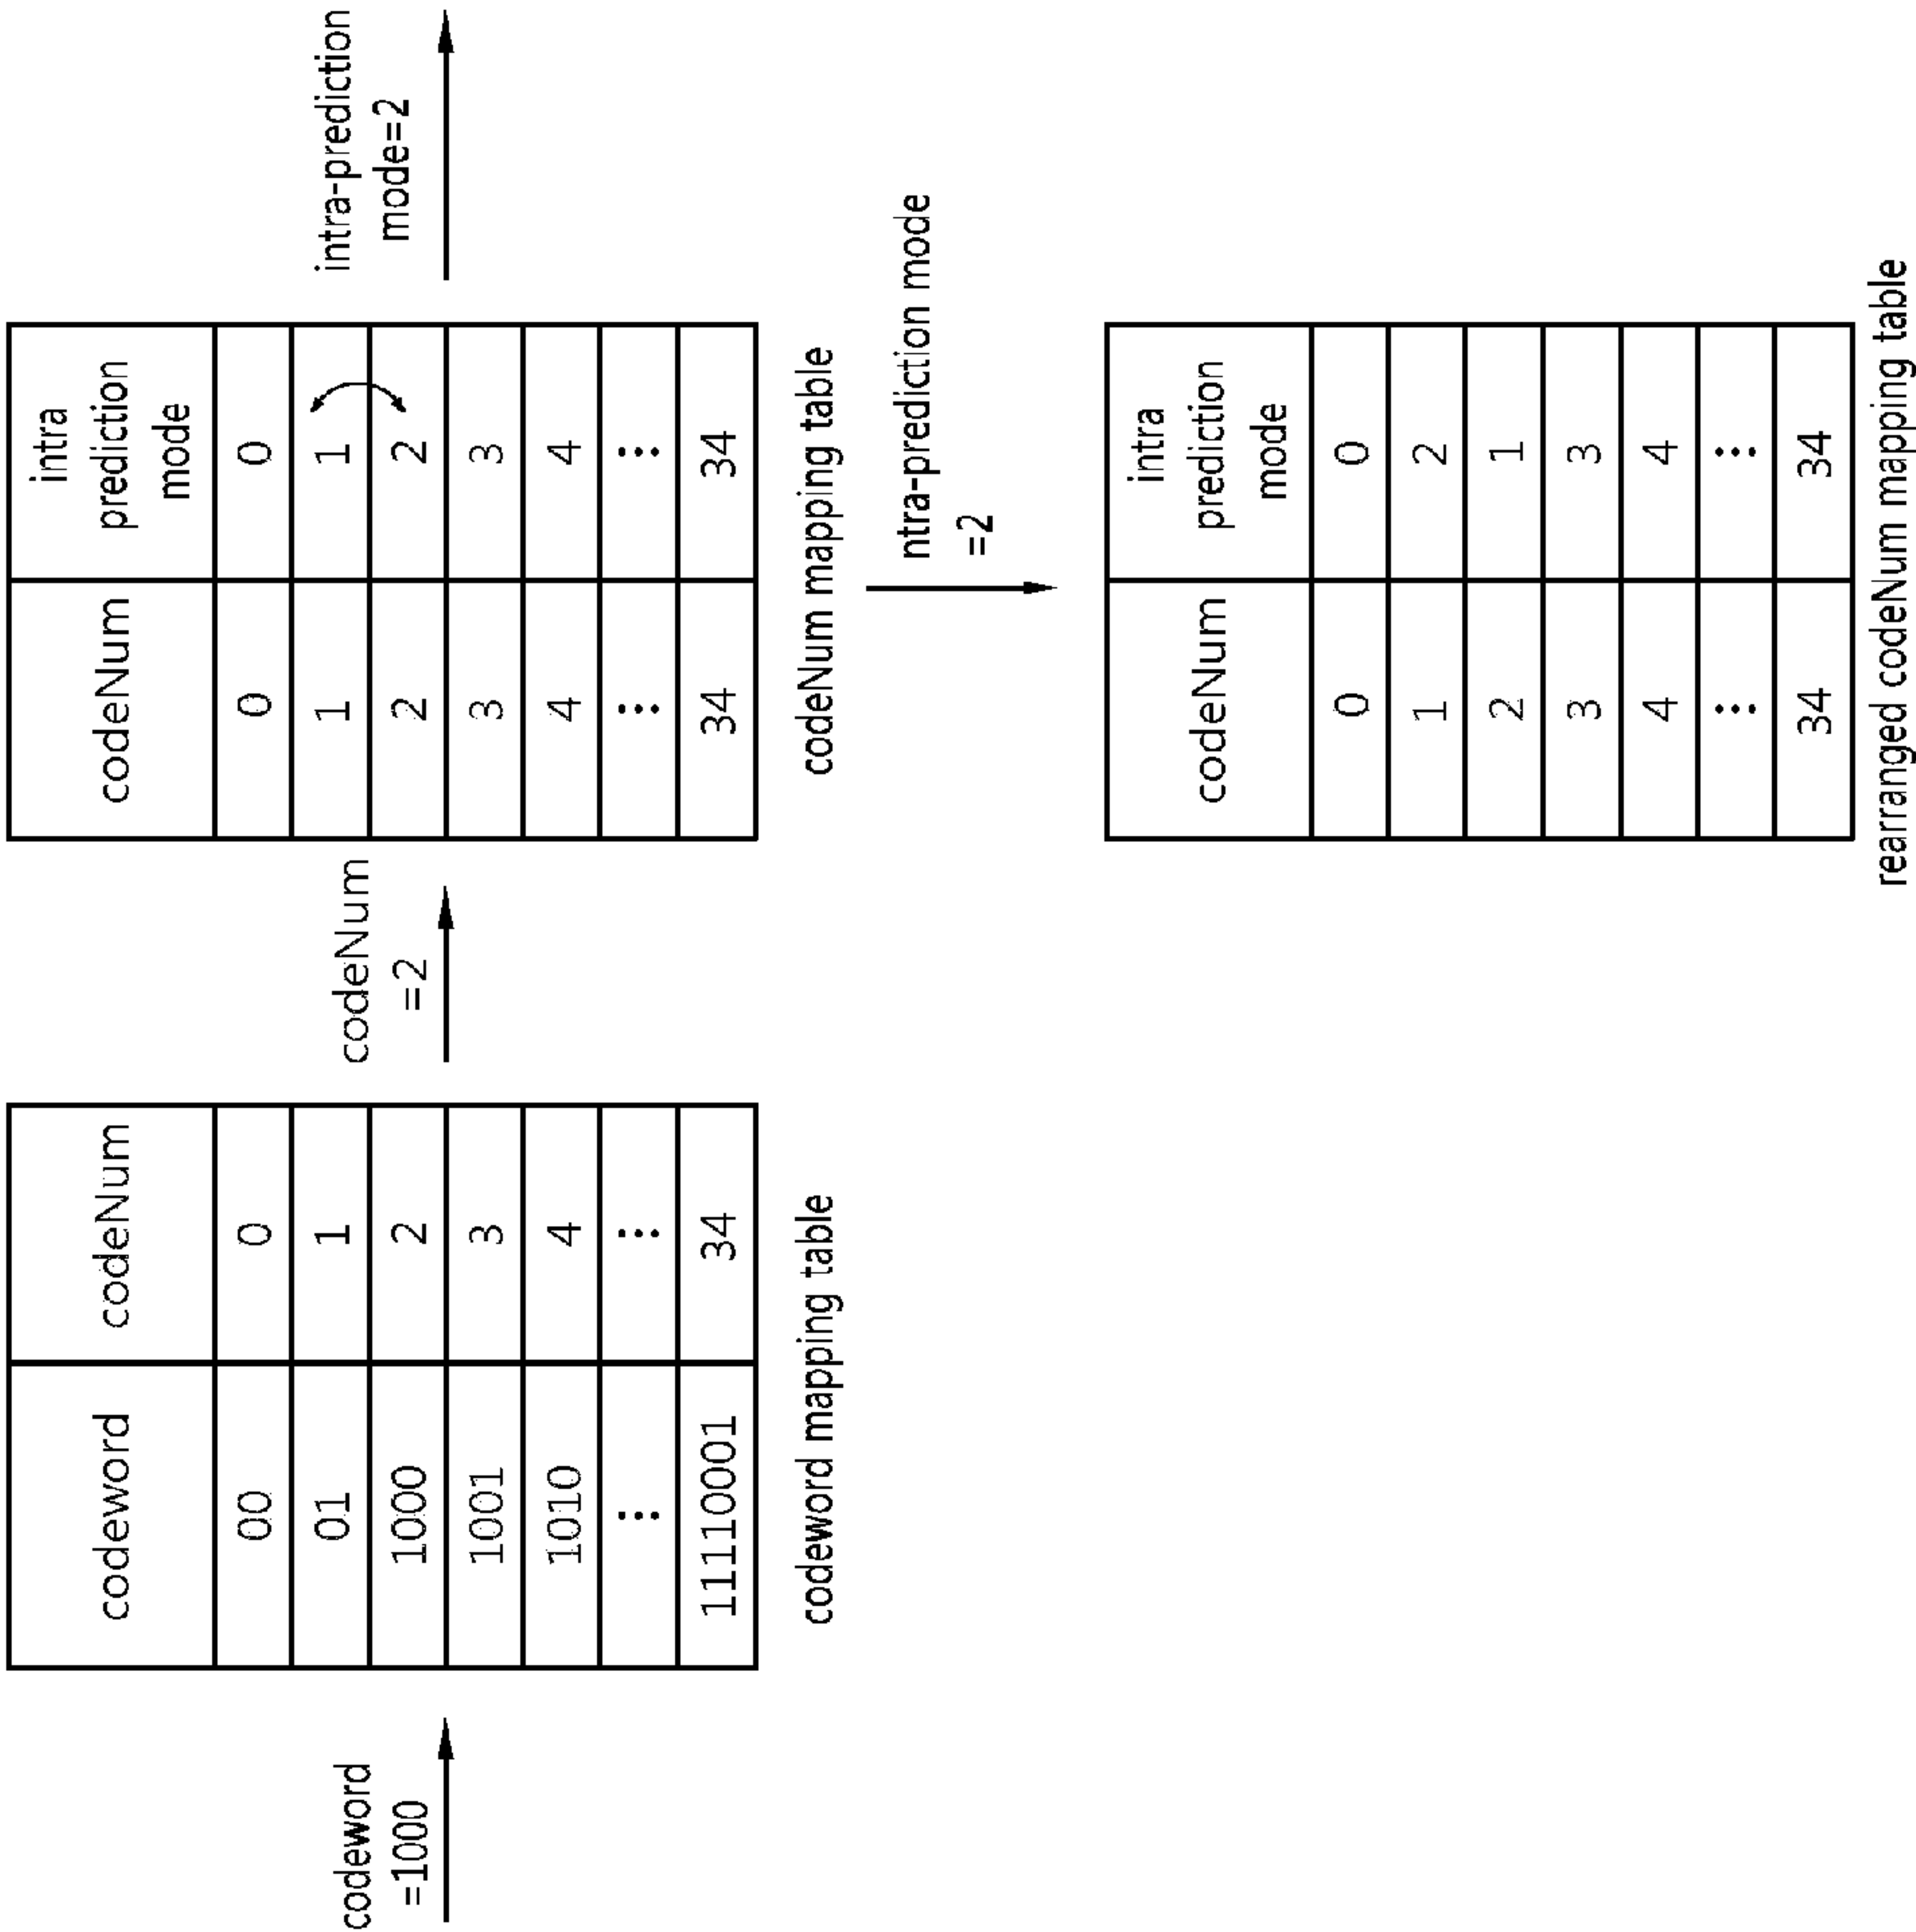 codeword
=1000
codeword codeNum
00 0
01 1
1000 2
1001 3
1010 4
⋮ ⋮
11110001 34
codeword mapping table
codeNum
=2
codeNum intra
prediction
mode
0 0
1 1
2 2
3 3
4 4
⋮ ⋮
34 34
codeNum mapping table
intra-prediction
mode=2
ntra-prediction mode
=2
codeNum intra
prediction
mode
0 0
1 2
2 1
3 3
4 4
⋮ ⋮
34 34
rearranged codeNum mapping table